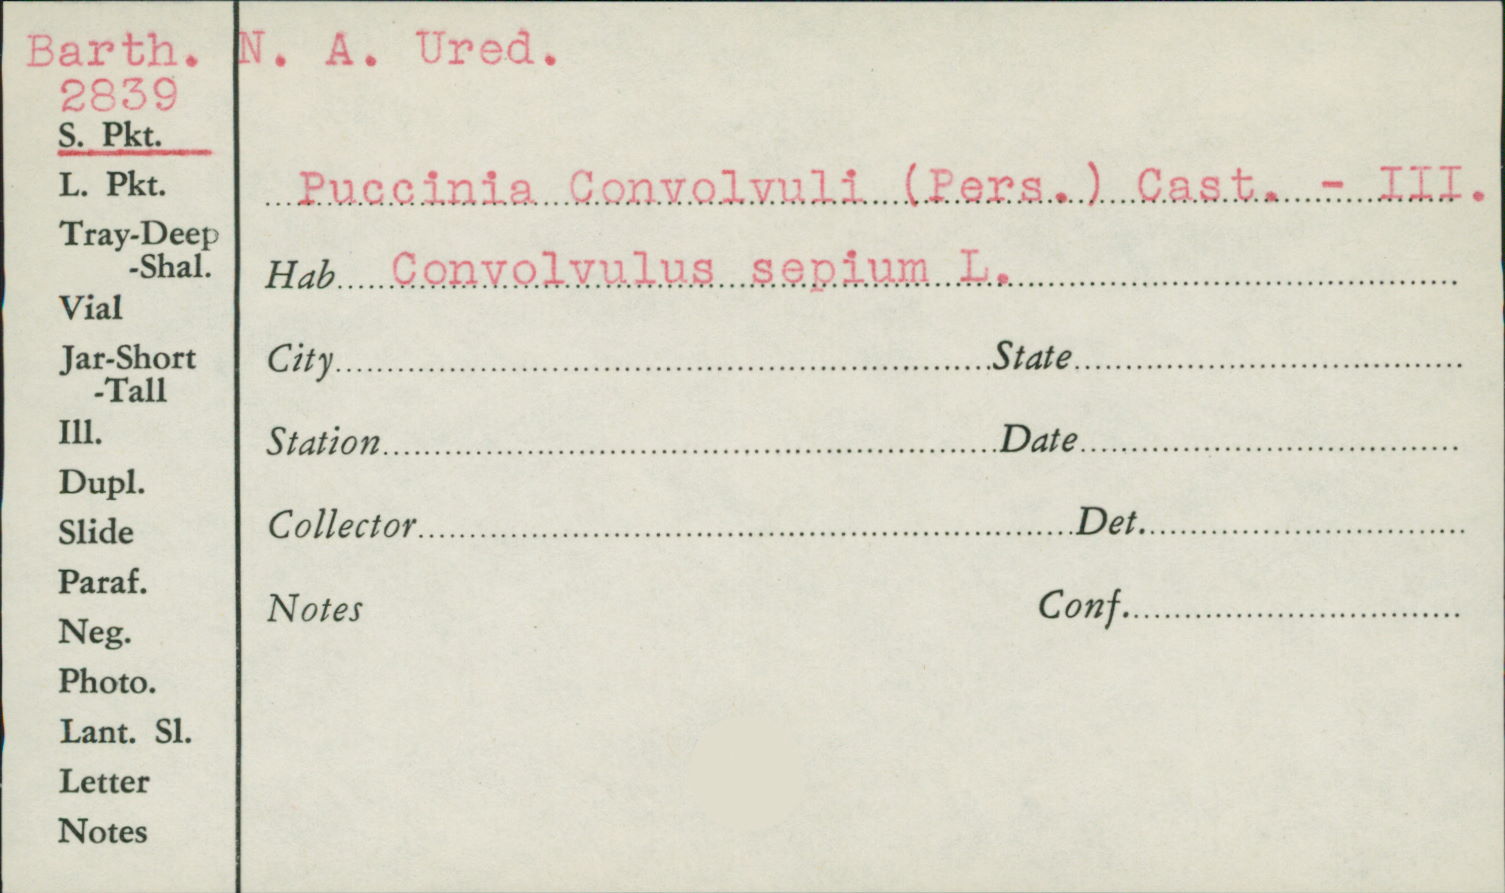 Barth. N. A. Ured.
2839
S. Pkt.
L. Pkt.
Tray-Deep
-Shal.
Vial
Jar-Short
-Tall
Ill.
Dupl.
Slide
Paraf.
Neg.
Photo.
Lant. Sl.
Letter
Notes
Puccinia Convolvuli (Pers.) Cast. - III.
Hab Convolvulus sepium L.
City State
Station Date
Collector Det.
Notes Conf.